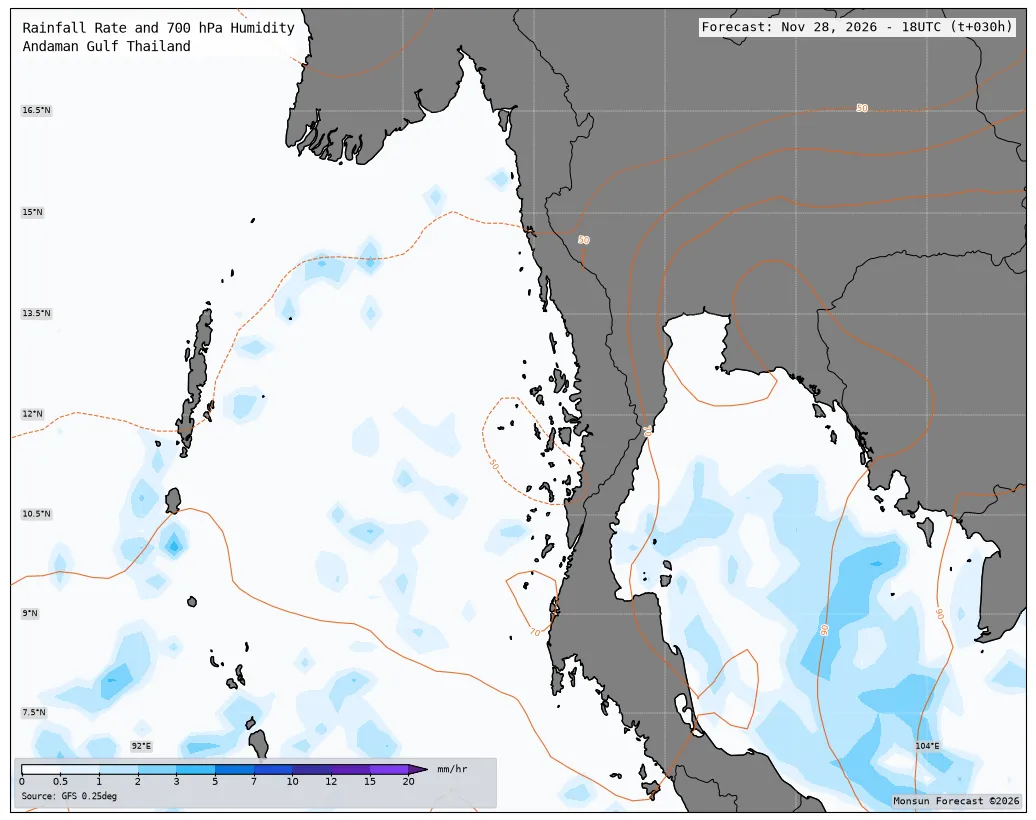 Rainfall Rate and 700 hPa Humidity
Andaman Gulf Thailand
Forecast: Nov 28, 2026 - 18UTC (t+030h)
16.5°N
50
15°N
50
13.5°N
12°N
70
50
10.5°N
9°N
90
90
70
7.5°N
92°E
104°E
mm/hr
0 0.5 1 2 3 5 7 10 12 15 20
Source: GFS 0.25deg
Monsun Forecast ©2026